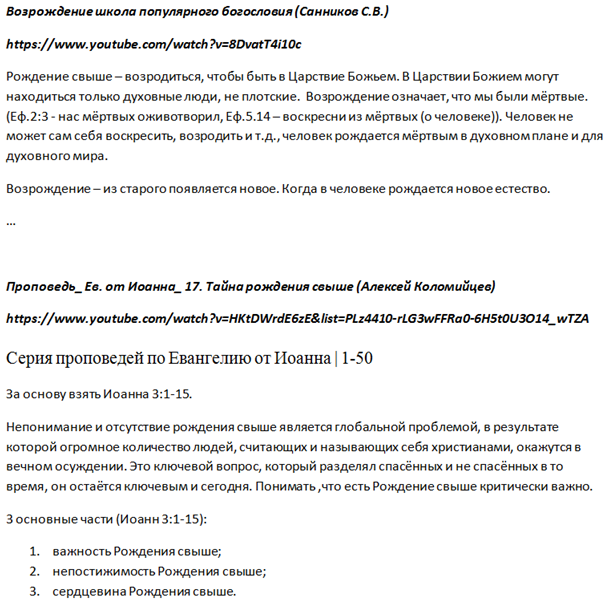 Возрождение школа популярного богословия (Санников С.В.)
https://www.youtube.com/watch?v=8DvatT4i10c
Рождение свыше – возродиться, чтобы быть в Царствие Божьем. В Царствии Божием могут
находиться только духовные люди, не плотские. Возрождение означает, что мы были мёртвые.
(Еф.2:3 - нас мёртвых оживотворил, Еф.5.14 – воскресни из мёртвых (о человеке)). Человек не
может сам себя воскресить, возродить и т.д., человек рождается мёртвым в духовном плане и для
духовного мира.
Возрождение – из старого появляется новое. Когда в человеке рождается новое естество.
...
Проповедь_ Ев. от Иоанна_ 17. Тайна рождения свыше (Алексей Коломийцев)
https://www.youtube.com/watch?v=HKtDWrdE6zE&list=PLz4410-rLG3wFFRa0-6H5t0U3O14_wTZA
Серия проповедей по Евангелию от Иоанна | 1-50
За основу взять Иоанна 3:1-15.
Непонимание и отсутствие рождения свыше является глобальной проблемой, в результате
которой огромное количество людей, считающих и называющих себя христианами, окажутся в
вечном осуждении. Это ключевой вопрос, который разделял спасённых и не спасённых в то
время, он остаётся ключевым и сегодня. Понимать ,что есть Рождение свыше критически важно.
3 основные части (Иоанн 3:1-15):
1. важность Рождения свыше;
2. непостижимость Рождения свыше;
3. сердцевина Рождения свыше.